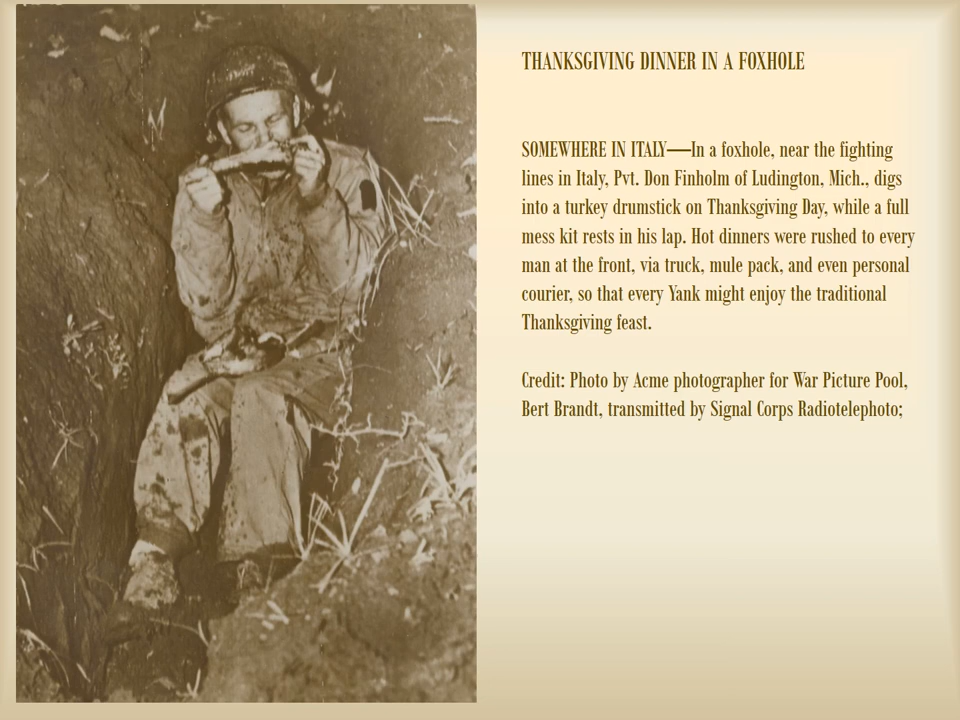 THANKSGIVING DINNER IN A FOXHOLE
SOMEWHERE IN ITALY—In a foxhole, near the fighting
lines in Italy, Pvt. Don Finholm of Ludington, Mich., digs
into a turkey drumstick on Thanksgiving Day, while a full
mess kit rests in his lap. Hot dinners were rushed to every
man at the front, via truck, mule pack, and even personal
courier, so that every Yank might enjoy the traditional
Thanksgiving feast.
Credit: Photo by Acme photographer for War Picture Pool,
Bert Brandt, transmitted by Signal Corps Radiotelephoto;